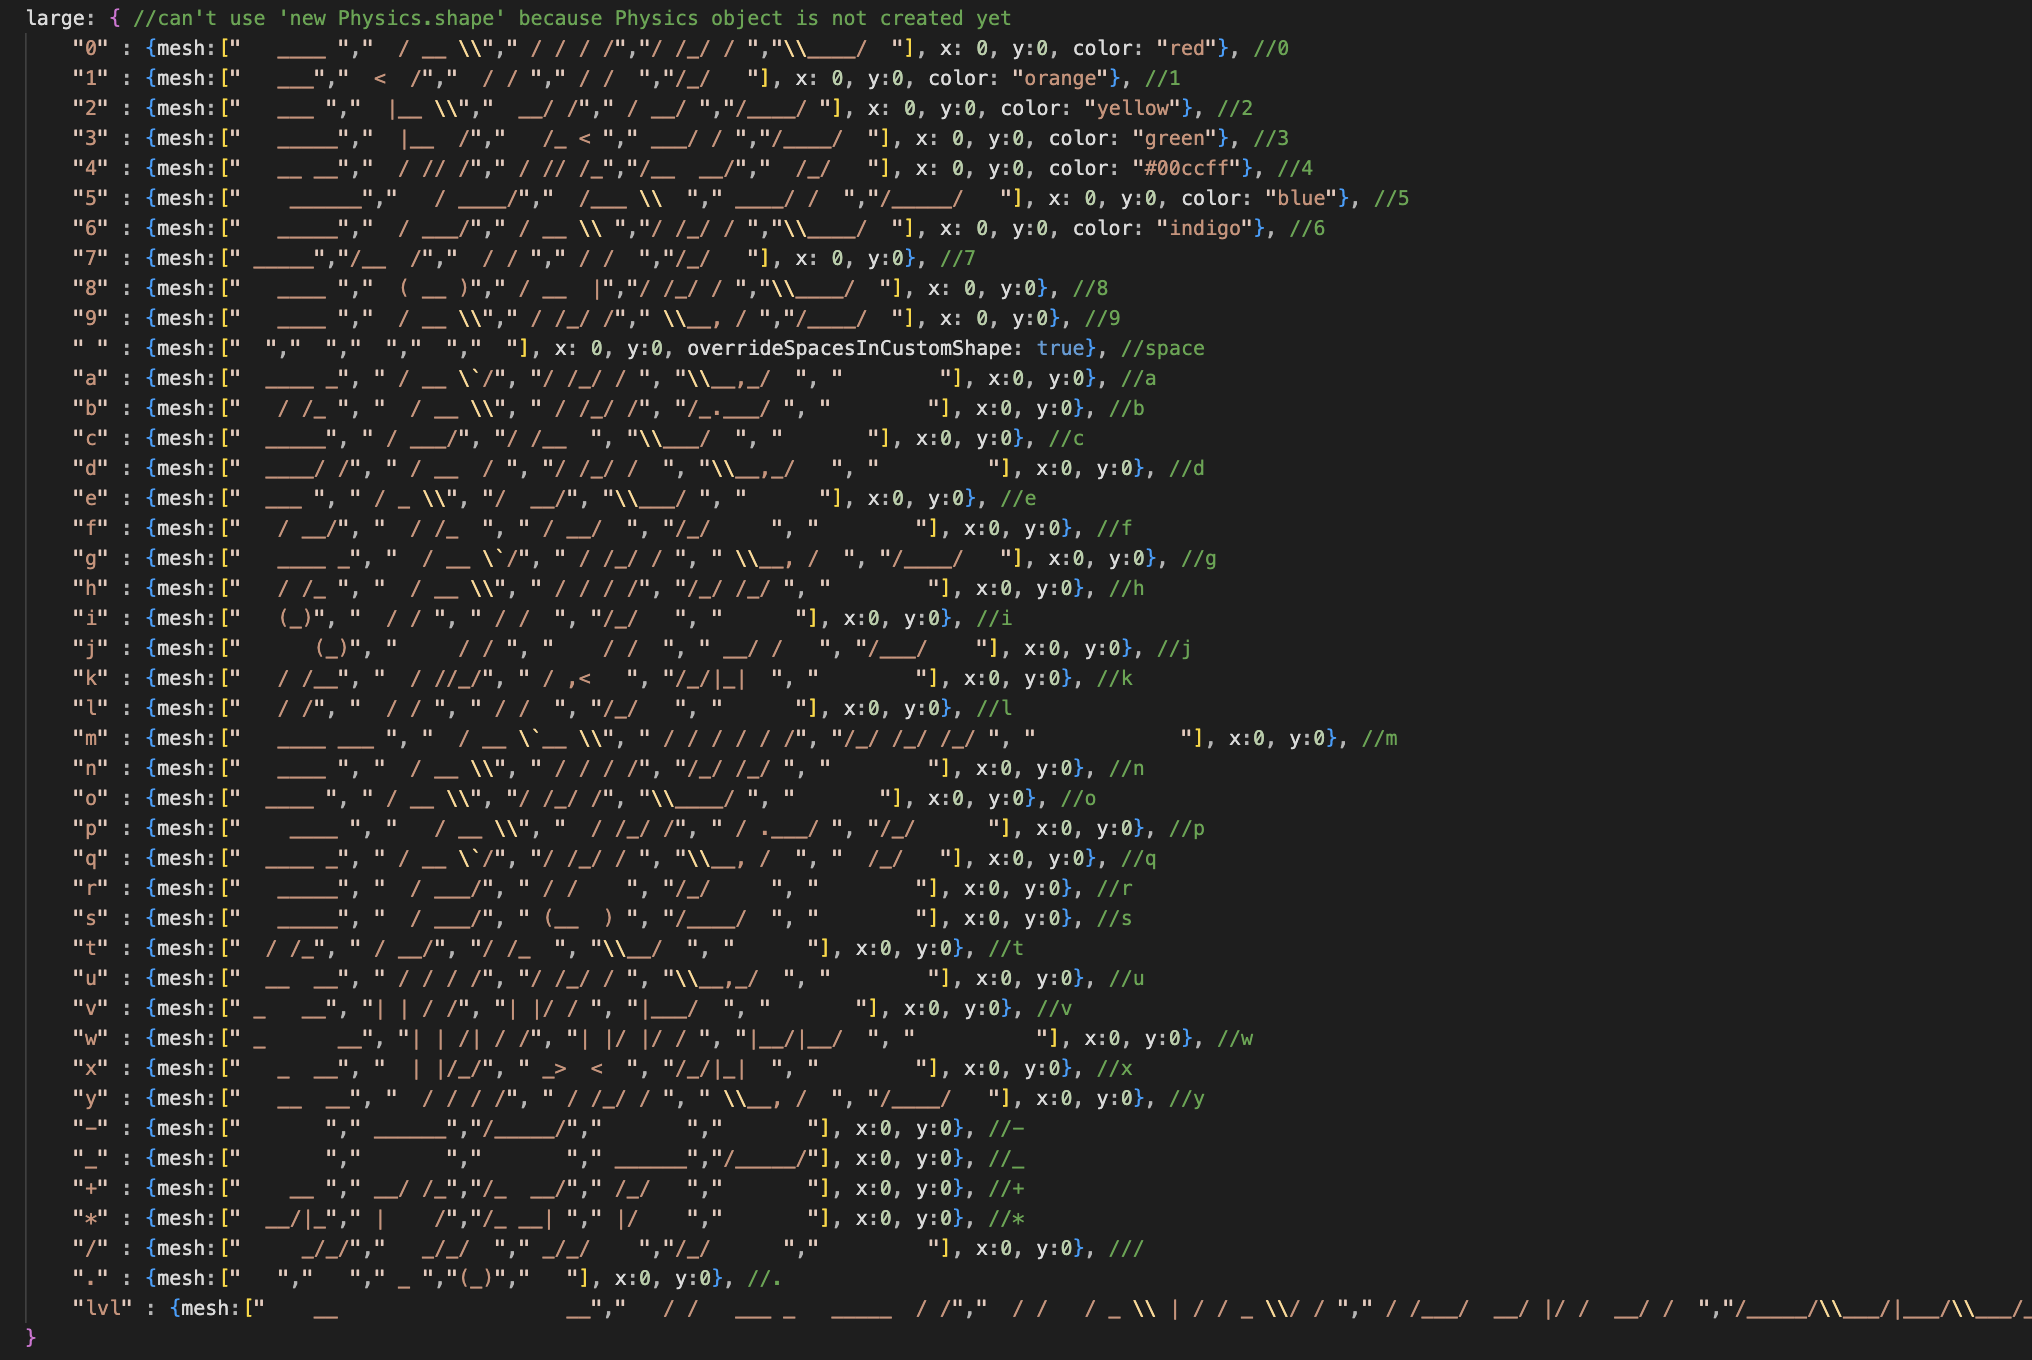 large: { //can't use 'new Physics.shape' because Physics object is not created yet
    "0" : {mesh:["   ____ ","  / __ \\"," / / / /","/ /_/ / ","\\____/  "], x: 0, y:0, color: "red"}, //0
    "1" : {mesh:["   ___","  <  /","  / / "," / /  ","/_/   "], x: 0, y:0, color: "orange"}, //1
    "2" : {mesh:["   ___ ","  |__ \\","  __/ /"," / __/ ","/____/ "], x: 0, y:0, color: "yellow"}, //2
    "3" : {mesh:["   _____","  |__  /","   /_ < "," ___/ / ","/____/  "], x: 0, y:0, color: "green"}, //3
    "4" : {mesh:["   __ __","  / // /"," / // /_","/__  __/","  /_/   "], x: 0, y:0, color: "#00ccff"}, //4
    "5" : {mesh:["    ______","   / ____/","  /___ \\  "," ____/ /  ","/_____/   "], x: 0, y:0, color: "blue"}, //5
    "6" : {mesh:["   _____","  / ___/"," / __ \\ ","/ /_/ / ","\\____/  "], x: 0, y:0, color: "indigo"}, //6
    "7" : {mesh:[" _____","/__  /","  / / "," / /  ","/_/   "], x: 0, y:0}, //7
    "8" : {mesh:["   ____ ","  ( __ )"," / __  |","/ /_/ / ","\\____/  "], x: 0, y:0}, //8
    "9" : {mesh:["   ____ ","  / __ \\"," / /_/ /"," \\__, / ","/____/  "], x: 0, y:0}, //9
    " " : {mesh:["  ","  ","  ","  ","  "], x: 0, y:0, overrideSpacesInCustomShape: true}, //space
    "a" : {mesh:["  ____ _", " / __ \`/", "/ /_/ / ", "\\__,_/  ", "        "], x:0, y:0}, //a
    "b" : {mesh:["   / /_ ", "  / __ \\", " / /_/ /", "/_.___/ ", "        "], x:0, y:0}, //b
    "c" : {mesh:["  _____", " / ___/", "/ /__  ", "\\___/  ", "       "], x:0, y:0}, //c
    "d" : {mesh:["  ____/ /", " / __  / ", "/ /_/ /  ", "\\__,_/   ", "         "], x:0, y:0}, //d
    "e" : {mesh:["  ___ ", " / _ \\", "/  __/", "\\___/ ", "      "], x:0, y:0}, //e
    "f" : {mesh:["   / __/", "  / /_  ", " / __/  ", "/_/     ", "        "], x:0, y:0}, //f
    "g" : {mesh:["   ____ _", "  / __ \`/", " / /_/ / ", " \\__, /  ", "/____/   "], x:0, y:0}, //g
    "h" : {mesh:["   / /_ ", "  / __ \\", " / / / /", "/_/ /_/ ", "        "], x:0, y:0}, //h
    "i" : {mesh:["   (_)", "  / / ", " / /  ", "/_/   ", "      "], x:0, y:0}, //i
    "j" : {mesh:["      (_)", "     / / ", "    / /  ", " __/ /   ", "/___/    "], x:0, y:0}, //j
    "k" : {mesh:["   / /__", "  / //_/", " / ,<   ", "/_/|_|  ", "        "], x:0, y:0}, //k
    "l" : {mesh:["   / /", "  / / ", " / /  ", "/_/   ", "      "], x:0, y:0}, //l
    "m" : {mesh:["   ____ ___ ", "  / __ \`__ \\", " / / / / / /", "/_/ /_/ /_/ ", "            "], x:0, y:0}, //m
    "n" : {mesh:["   ____ ", "  / __ \\", " / / / /", "/_/ /_/ ", "        "], x:0, y:0}, //n
    "o" : {mesh:["  ____ ", " / __ \\", "/ /_/ /", "\\____/ ", "       "], x:0, y:0}, //o
    "p" : {mesh:["    ____ ", "   / __ \\", "  / /_/ /", " / .___/ ", "/_/      "], x:0, y:0}, //p
    "q" : {mesh:["  ____ _", " / __ \`/", "/ /_/ / ", "\\__, /  ", "  /_/   "], x:0, y:0}, //q
    "r" : {mesh:["   _____", "  / ___/", " / /    ", "/_/     ", "        "], x:0, y:0}, //r
    "s" : {mesh:["   _____", "  / ___/", " (__  ) ", "/____/  ", "        "], x:0, y:0}, //s
    "t" : {mesh:["  / /_", " / __/", "/ /_  ", "\\__/  ", "      "], x:0, y:0}, //t
    "u" : {mesh:["  __  __", " / / / /", "/ /_/ / ", "\\__,_/  ", "        "], x:0, y:0}, //u
    "v" : {mesh:[" _   __", "| | / /", "| |/ / ", "|___/  ", "       "], x:0, y:0}, //v
    "w" : {mesh:[" _      __", "| | /| / /", "| |/ |/ / ", "|__/|__/  ", "          "], x:0, y:0}, //w
    "x" : {mesh:["   _  __", "  | |/_/", " _>  <  ", "/_/|_|  ", "        "], x:0, y:0}, //x
    "y" : {mesh:["   __  __", "  / / / /", " / /_/ / ", " \\__, /  ", "/____/   "], x:0, y:0}, //y
    "-" : {mesh:["       "," ______","/_____/","       ","       "], x:0, y:0}, //-
    "_" : {mesh:["       ","       ","       "," ______","/_____/"], x:0, y:0}, //_
    "+" : {mesh:["    __ "," __/ /_","/_  __/"," /_/   ","       "], x:0, y:0}, //+
    "*" : {mesh:["  __/|_"," |    /","/_ __| "," |/    ","       "], x:0, y:0}, //*
    "/" : {mesh:["     _/_/","   _/_/  "," _/_/    ","/_/      ","         "], x:0, y:0}, ///
    "." : {mesh:["   ","   "," _ ","(_)","   "], x:0, y:0}, //.
    "lvl" : {mesh:["    __                   __","   / /   ___ _   _____  / /","  / /   / _ \\ | / / _ \\/ / "," / /___/  __/ |/ /  __/ /  ","/_____/\\___/|___/\\___/_
}